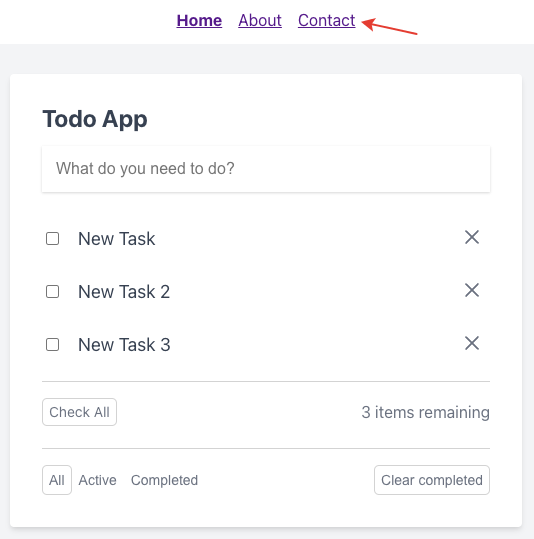 Home About Contact
Todo App
What do you need to do?
New Task
New Task 2
New Task 3
Check All 3 items remaining
All Active Completed Clear completed